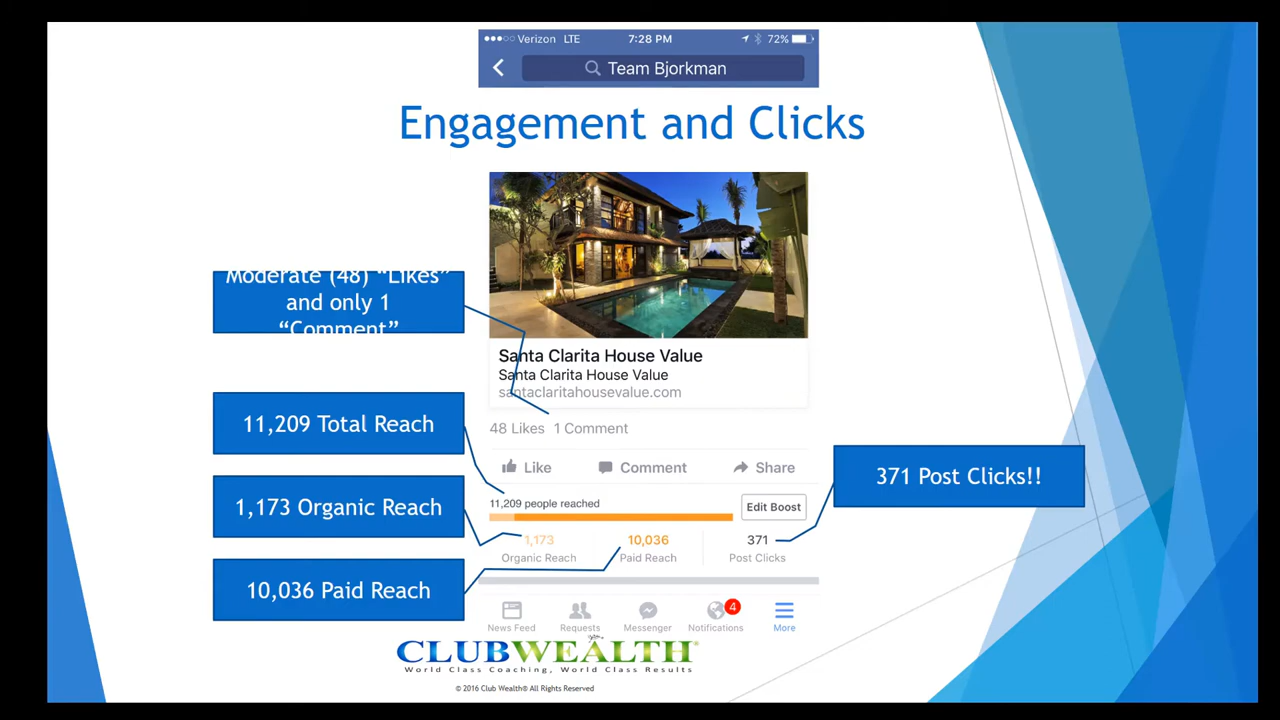 Verizon LTE 7:28 PM 72%
Team Bjorkman
Engagement and Clicks
Moderate (48) “Likes”
and only 1
“Comment”
Santa Clarita House Value
Santa Clarita House Value
santaclaritahousevalue.com
48 Likes 1 Comment
11,209 Total Reach
Like Comment Share
371 Post Clicks!!
11,209 people reached
Edit Boost
1,173 Organic Reach
1,173 10,036 371
Organic Reach Paid Reach Post Clicks
10,036 Paid Reach
4
News Feed Requests Messenger Notifications More
CLUBWEALTH®
World Class Coaching, World Class Results
© 2016 Club Wealth® All Rights Reserved